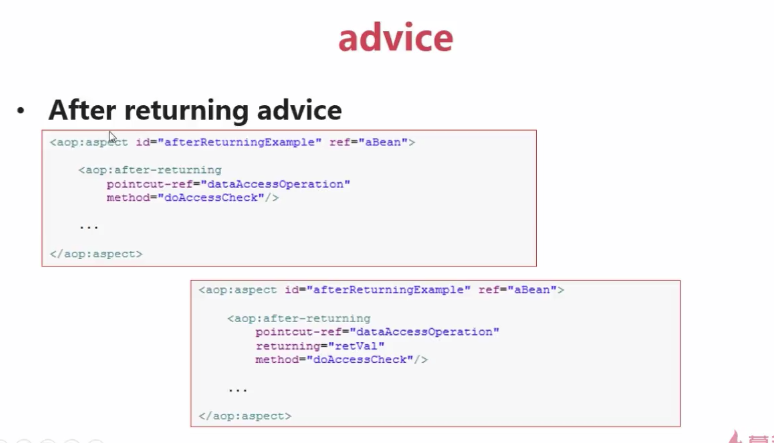 advice
• After returning advice
<aop:aspect id="afterReturningExample" ref="aBean">
<aop:after-returning
pointcut-ref="dataAccessOperation"
method="doAccessCheck"/>
...
</aop:aspect>
<aop:aspect id="afterReturningExample" ref="aBean">
<aop:after-returning
pointcut-ref="dataAccessOperation"
returning="retVal"
method="doAccessCheck"/>
...
</aop:aspect>